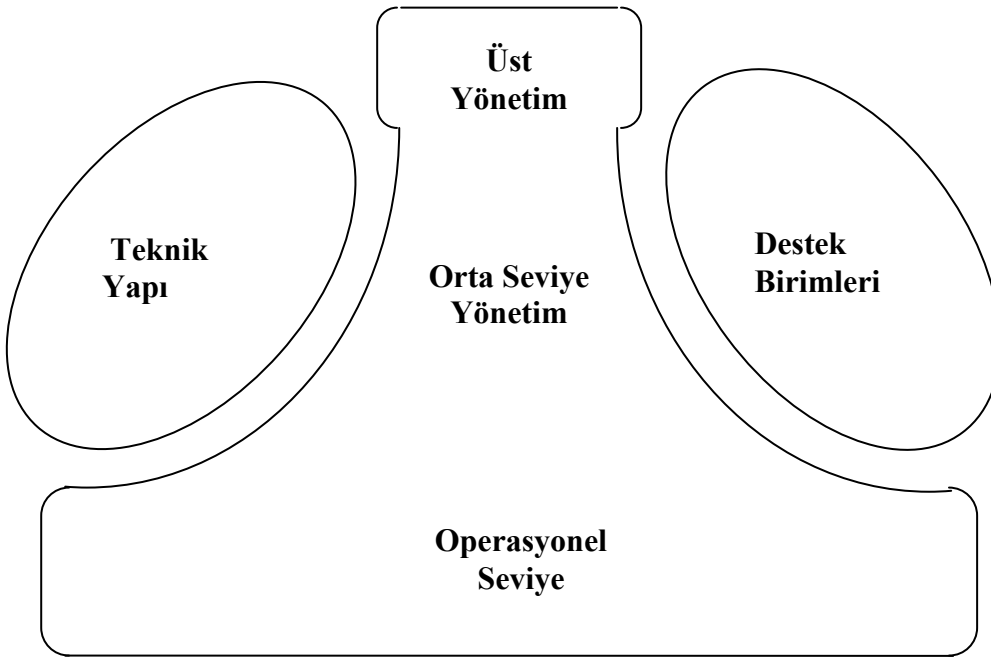 Üst
Yönetim
Teknik
Yapı
Destek
Birimleri
Orta Seviye
Yönetim
Operasyonel
Seviye